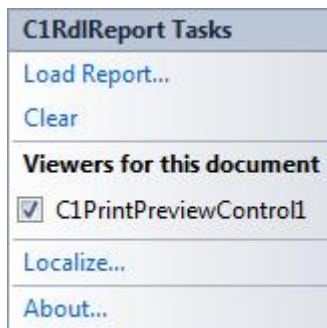 C1RdlReport Tasks
Load Report...
Clear
Viewers for this document
C1PrintPreviewControl1
Localize...
About...